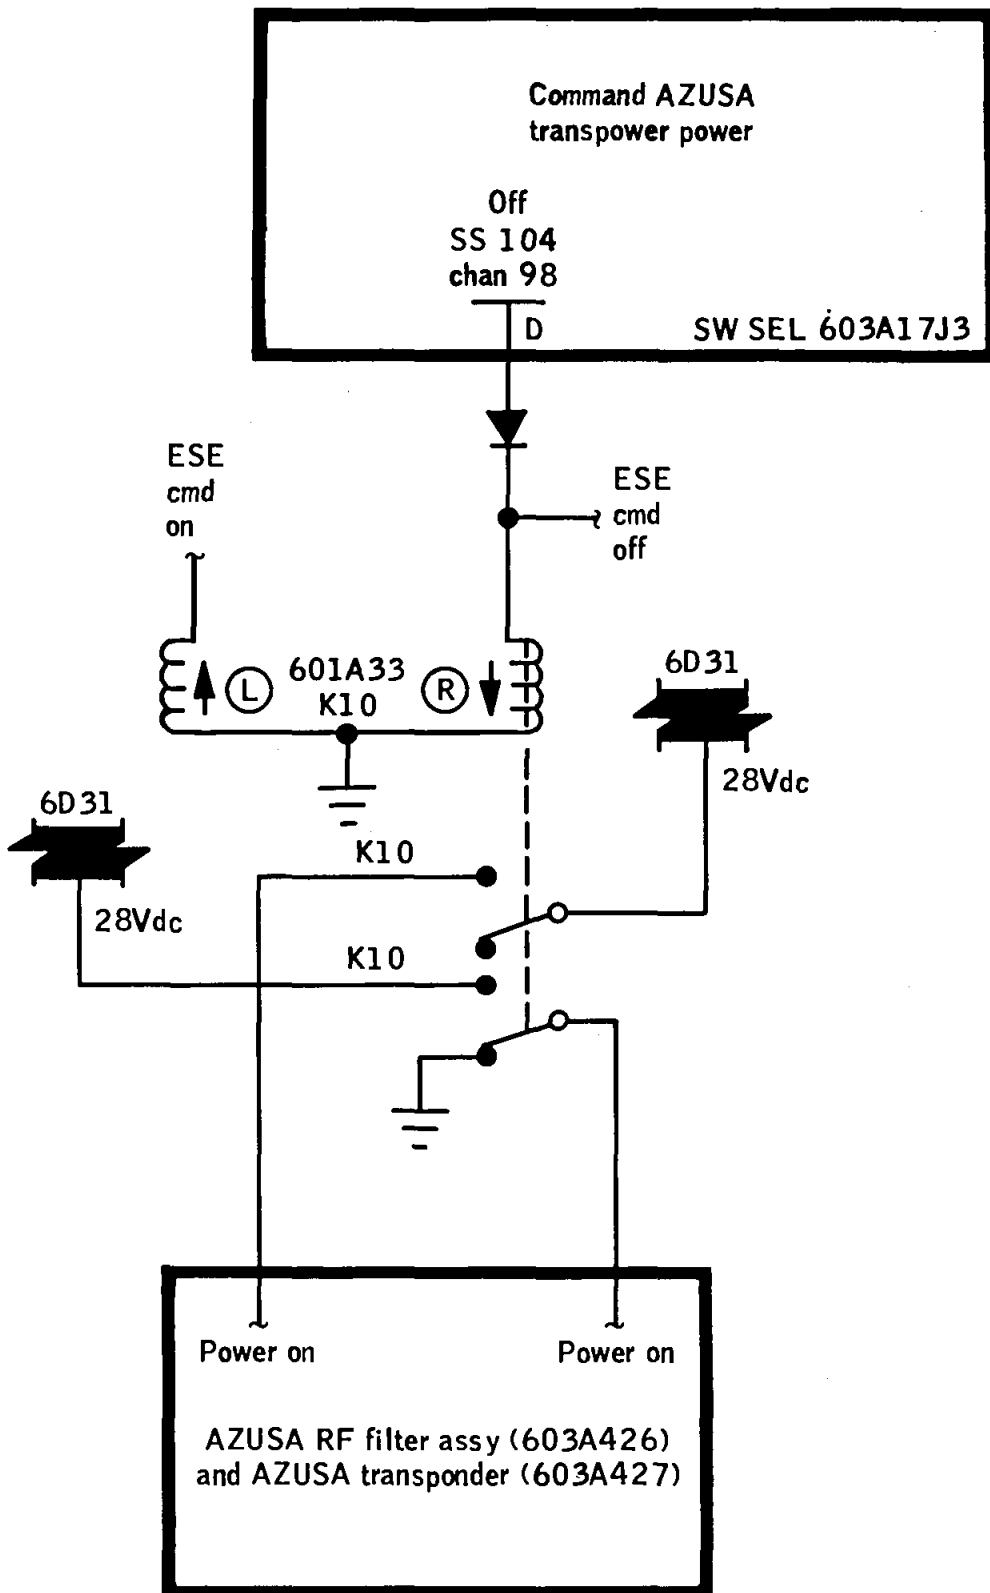 Command AZUSA
transpower power
Off
SS 104
chan 98
D
SW SEL 603A17J3
ESE
cmd
on
ESE
cmd
off
L
601A33
K10
R
6D31
28Vdc
6D31
28Vdc
K10
K10
Power on
Power on
AZUSA RF filter assy (603A426)
and AZUSA transponder (603A427)